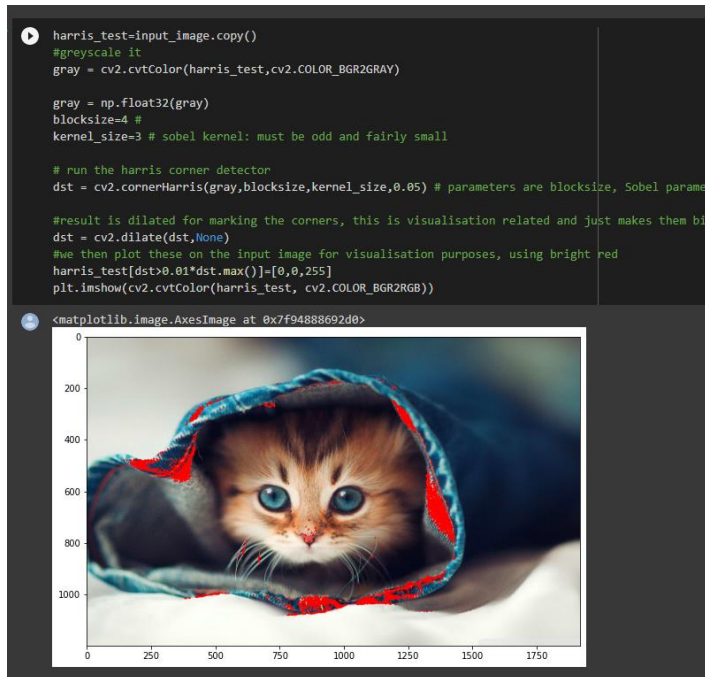 harris_test=input_image.copy()
#greyscale it
gray = cv2.cvtColor(harris_test,cv2.COLOR_BGR2GRAY)
gray = np.float32(gray)
blocksize=4 #
kernel_size=3 # sobel kernel: must be odd and fairly small
# run the harris corner detector
dst = cv2.cornerHarris(gray,blocksize,kernel_size,0.05) # parameters are blocksize, Sobel parame
#result is dilated for marking the corners, this is visualisation related and just makes them bi
dst = cv2.dilate(dst,None)
#we then plot these on the input image for visualisation purposes, using bright red
harris_test[dst>0.01*dst.max()]=[0,0,255]
plt.imshow(cv2.cvtColor(harris_test, cv2.COLOR_BGR2RGB))
<matplotlib.image.AxesImage at 0x7f94888692d0>
0
200
400
600
800
1000
0 250 500 750 1000 1250 1500 1750